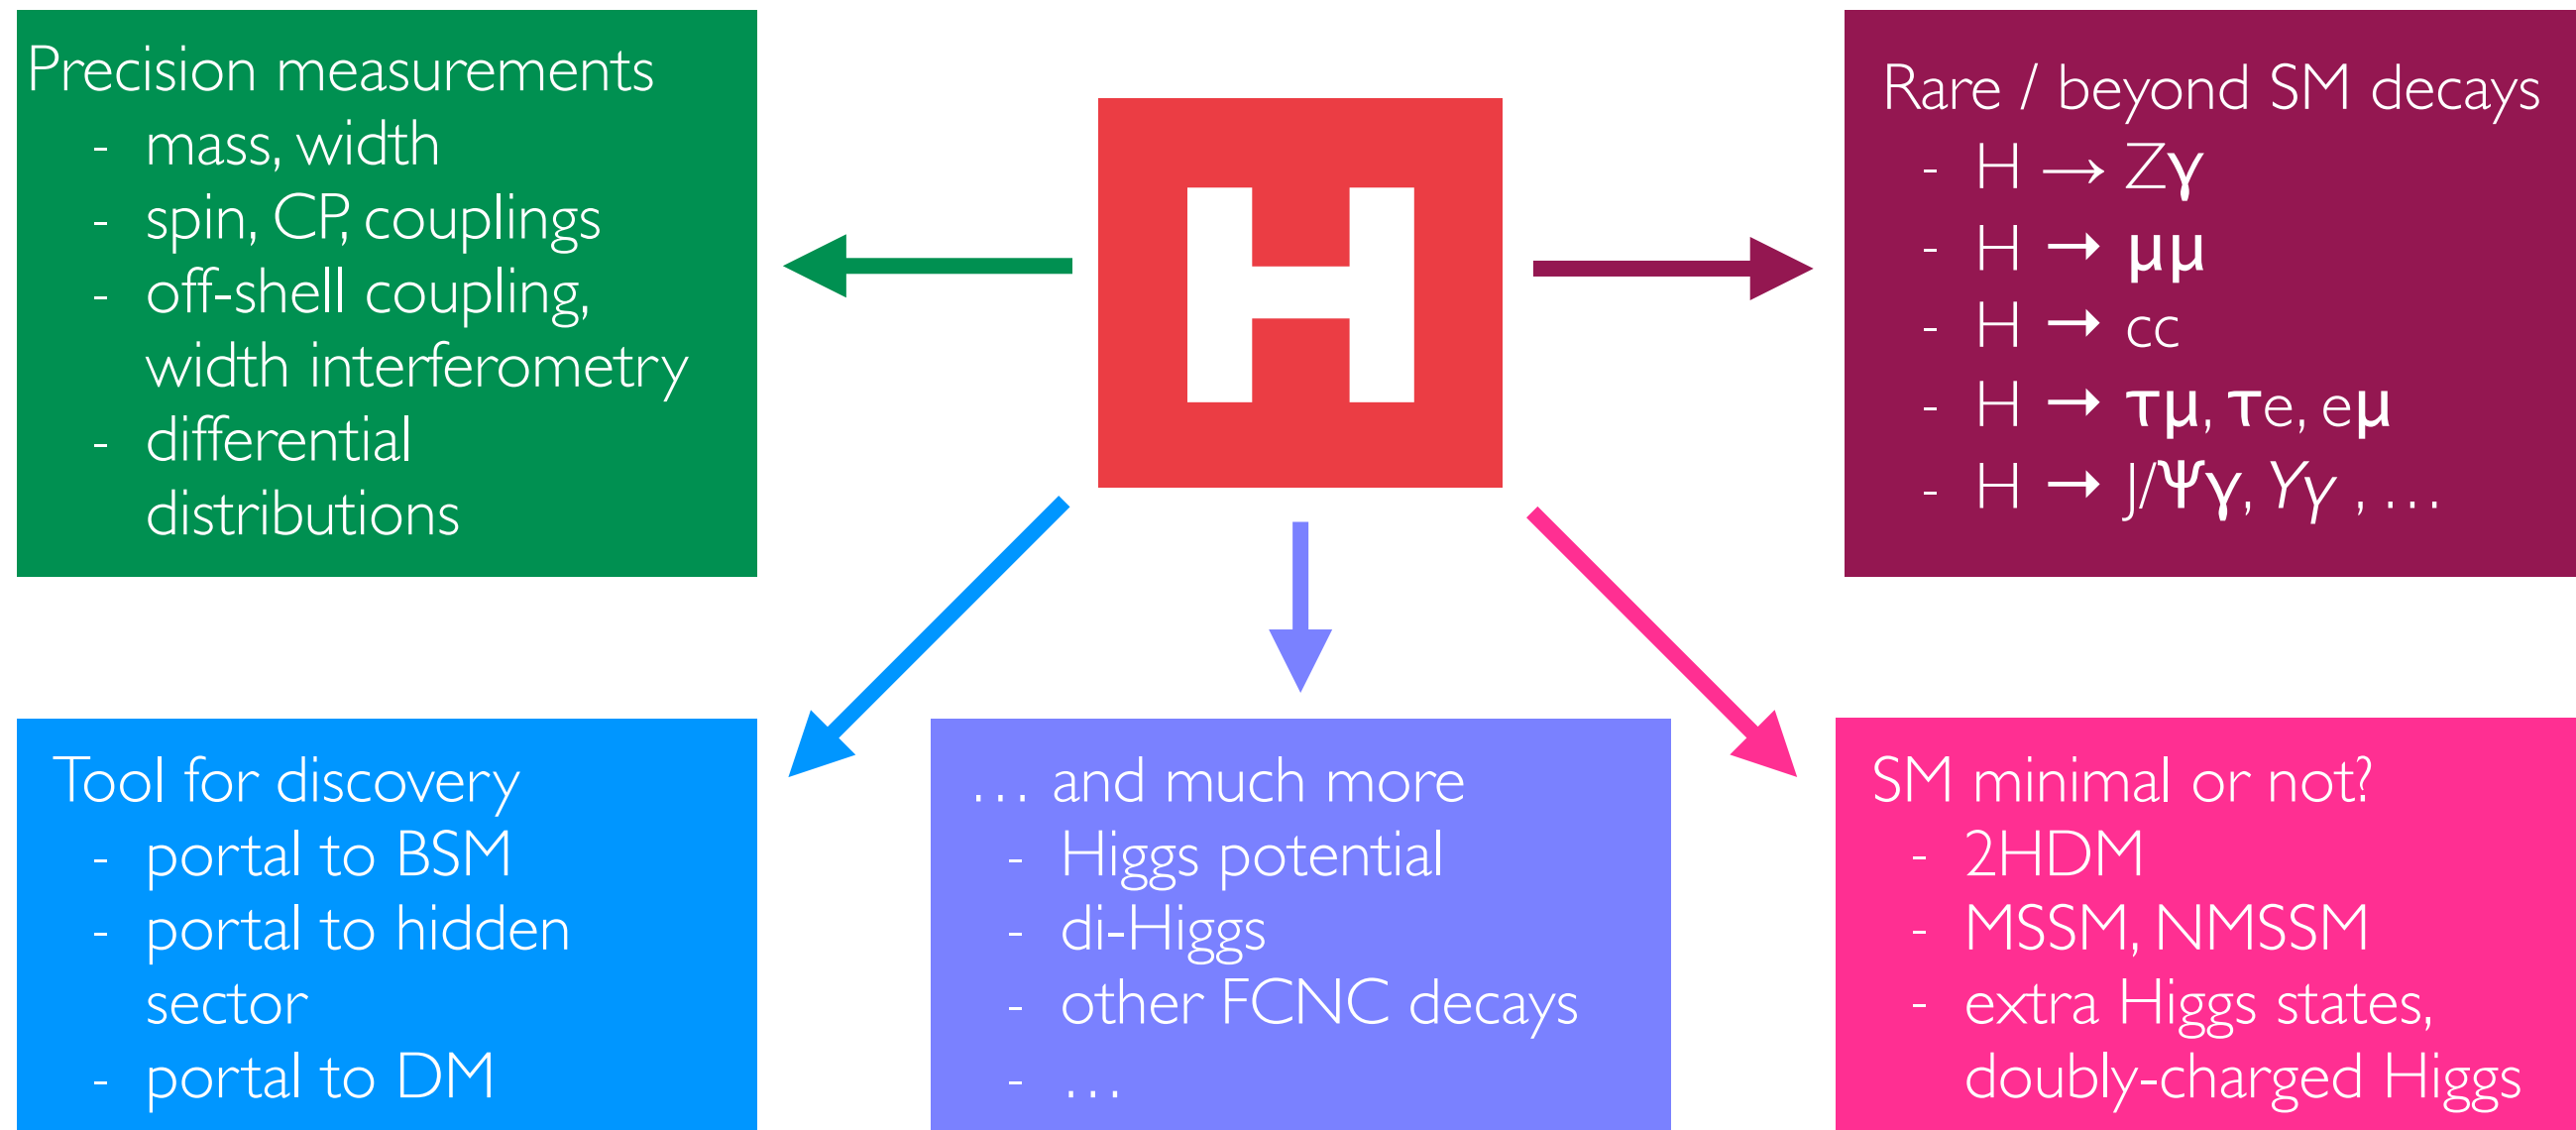 Precision measurements
- mass, width
- spin, CP, couplings
- off-shell coupling,
width interferometry
- differential
distributions
H
Rare / beyond SM decays
- H → Zγ
- H → μμ
- H → cc
- H → τμ, τe, eμ
- H → J/Ψγ, Υγ , …
Tool for discovery
- portal to BSM
- portal to hidden
sector
- portal to DM
… and much more
- Higgs potential
- di-Higgs
- other FCNC decays
- …
SM minimal or not?
- 2HDM
- MSSM, NMSSM
- extra Higgs states,
doubly-charged Higgs